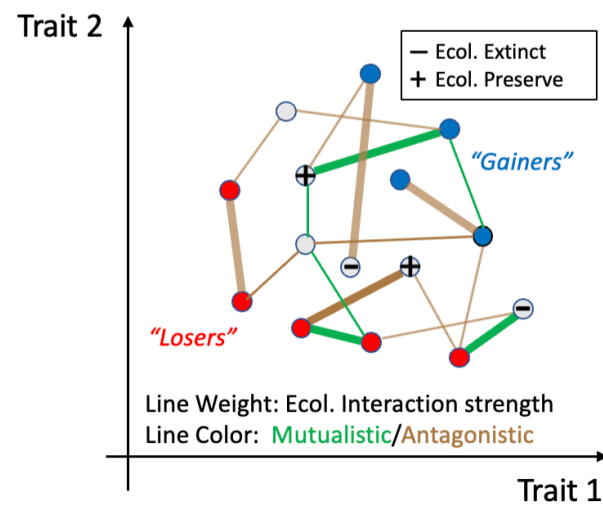 Trait 2
− Ecol. Extinct
+ Ecol. Preserve
“Gainers”
“Losers”
Line Weight: Ecol. Interaction strength
Line Color: Mutualistic/Antagonistic
Trait 1